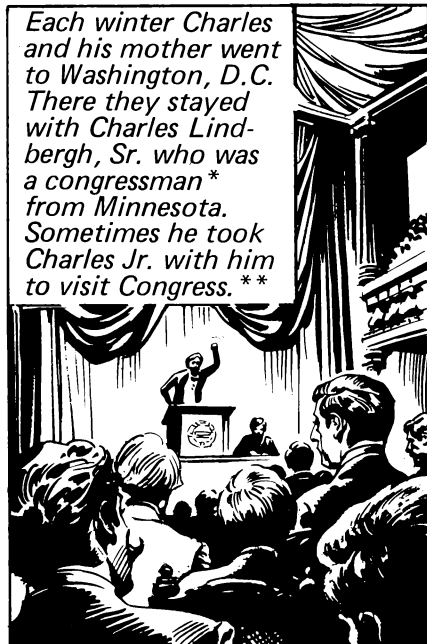 Each winter Charles
and his mother went
to Washington, D.C.
There they stayed
with Charles Lind-
bergh, Sr. who was
a congressman*
from Minnesota.
Sometimes he took
Charles Jr. with him
to visit Congress.**